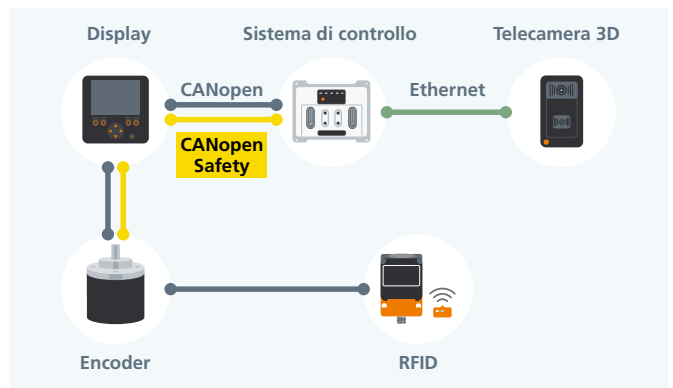 Display
Sistema di controllo
Telecamera 3D
CANopen
Ethernet
CANopen
Safety
Encoder
RFID